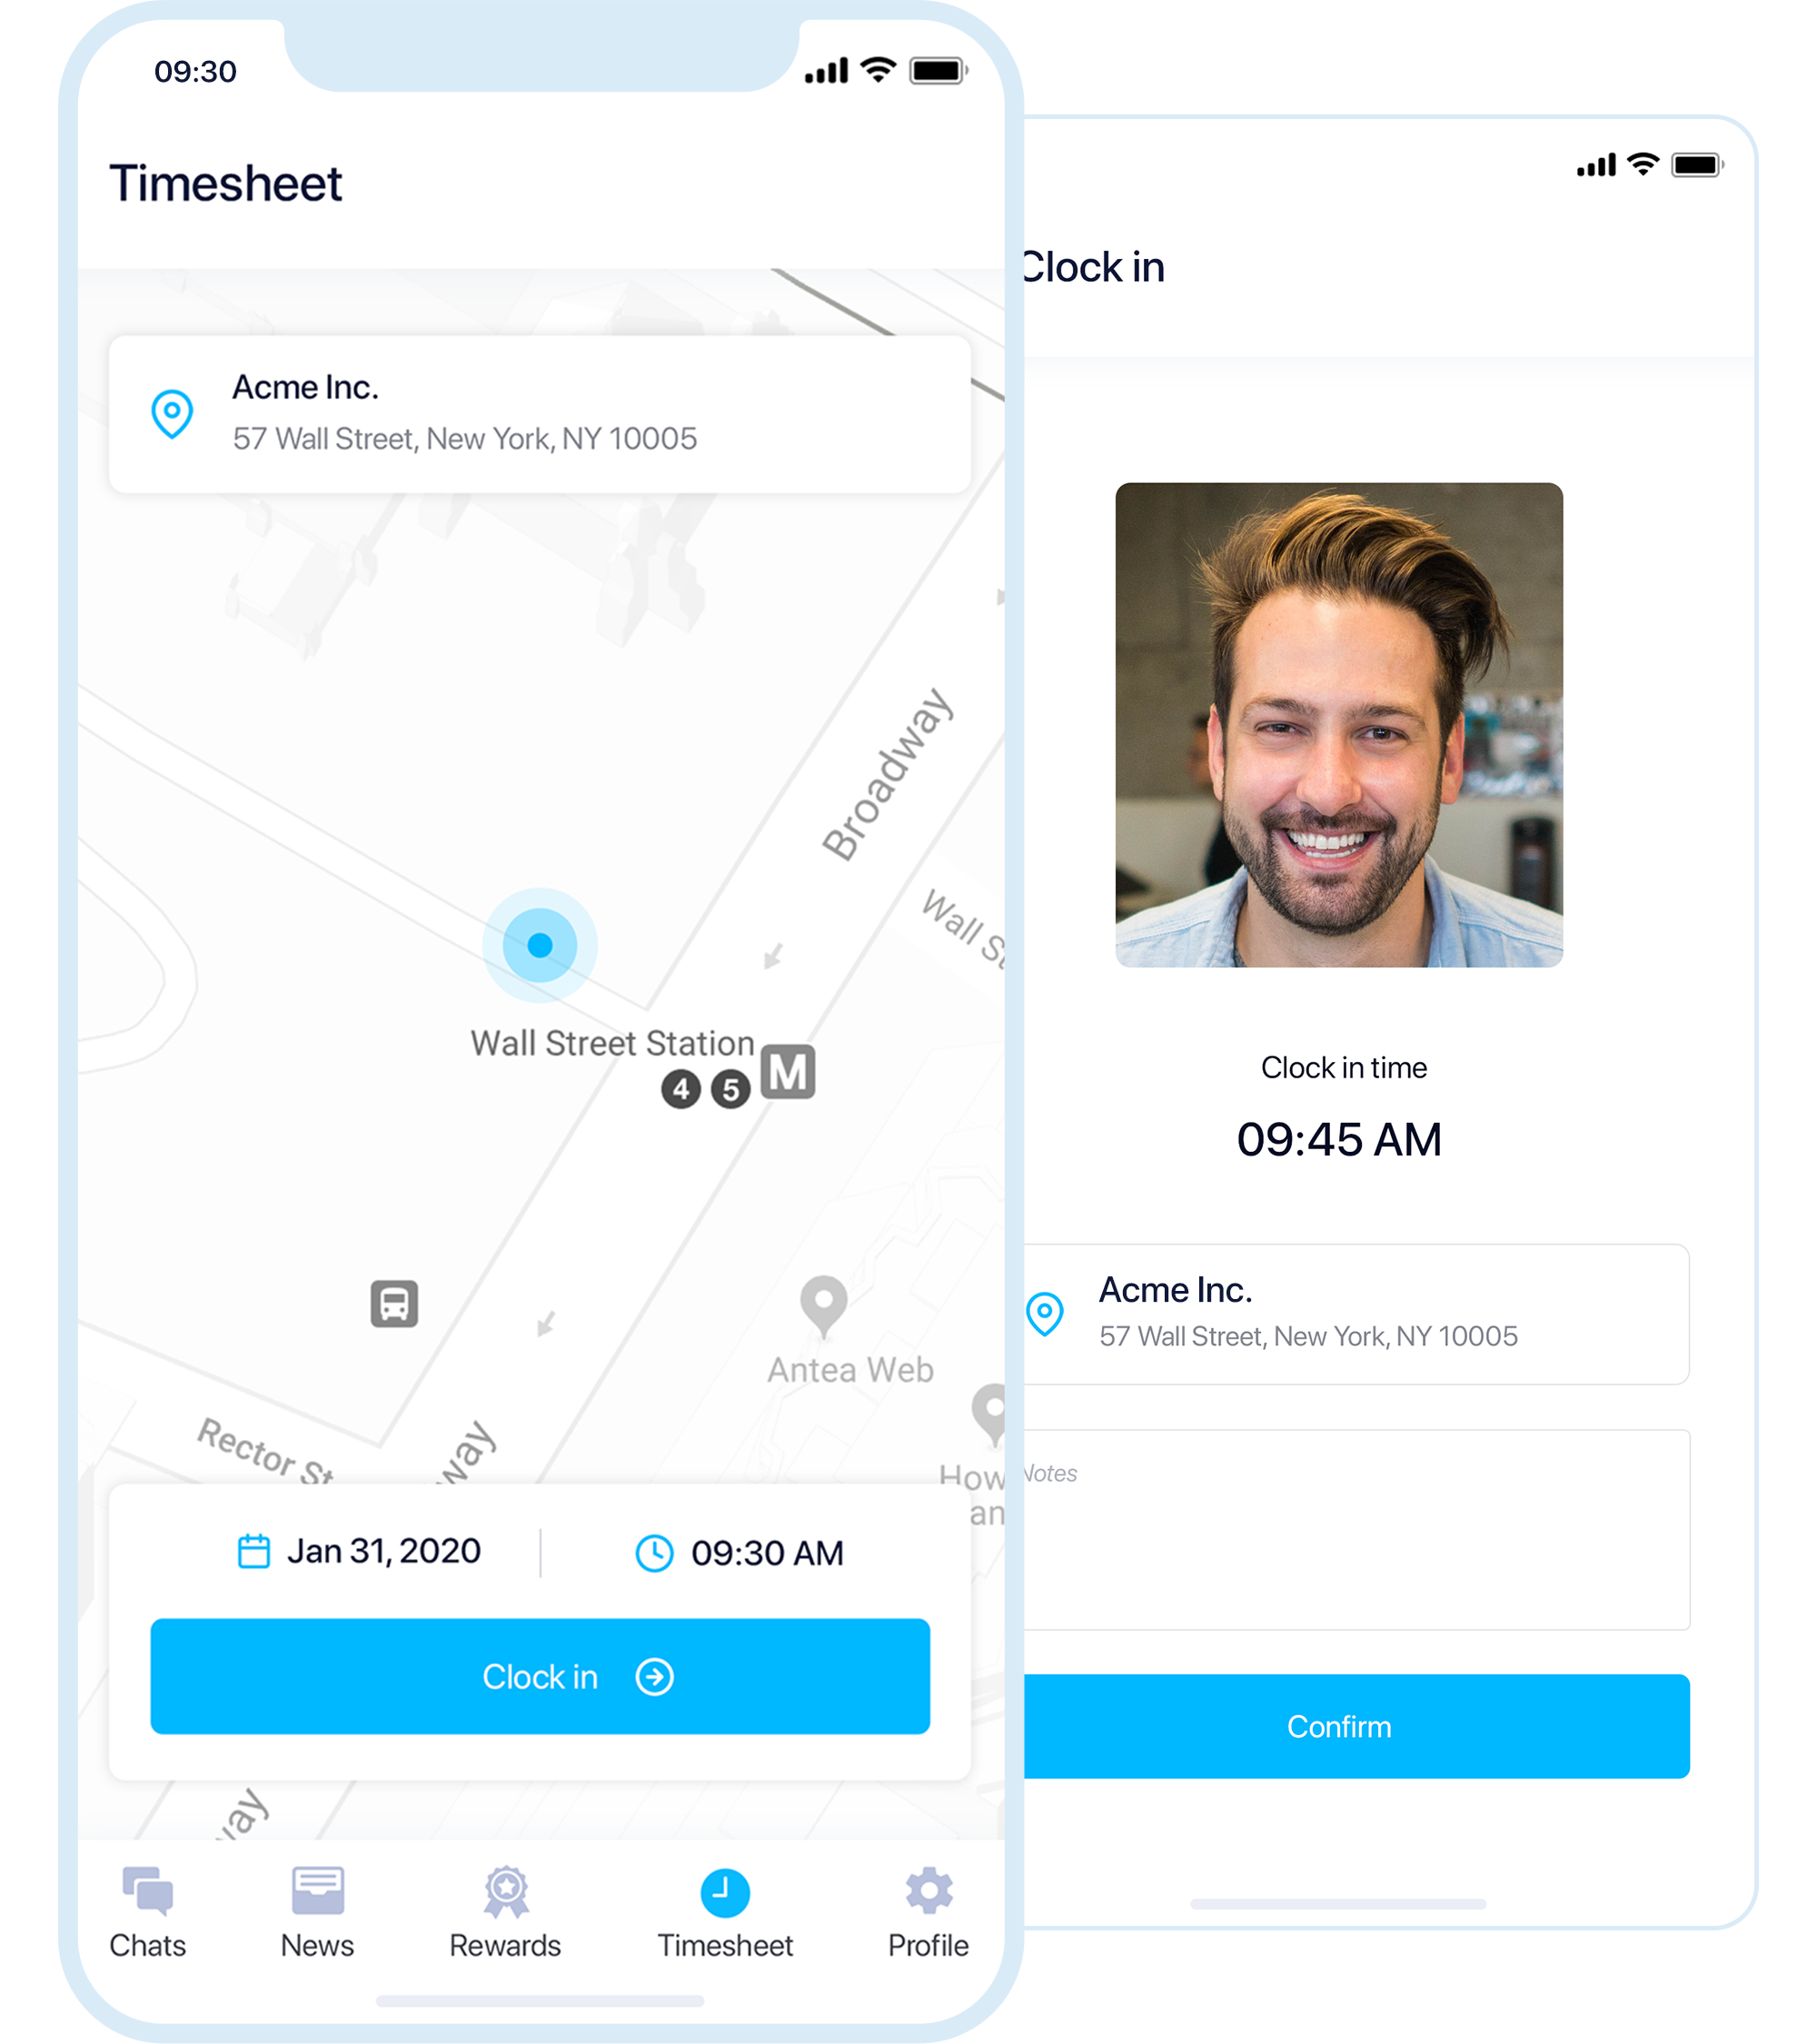 09:30
Timesheet
Acme Inc.
57 Wall Street, New York, NY 10005
Broadway
Wall St
Wall Street Station
4 5 M
Antea Web
Rector St
way
How
an
Jan 31, 2020
09:30 AM
Clock in
way
Chats
News
Rewards
Timesheet
Profile
Clock in
Clock in time
09:45 AM
Acme Inc.
57 Wall Street, New York, NY 10005
Notes
Confirm